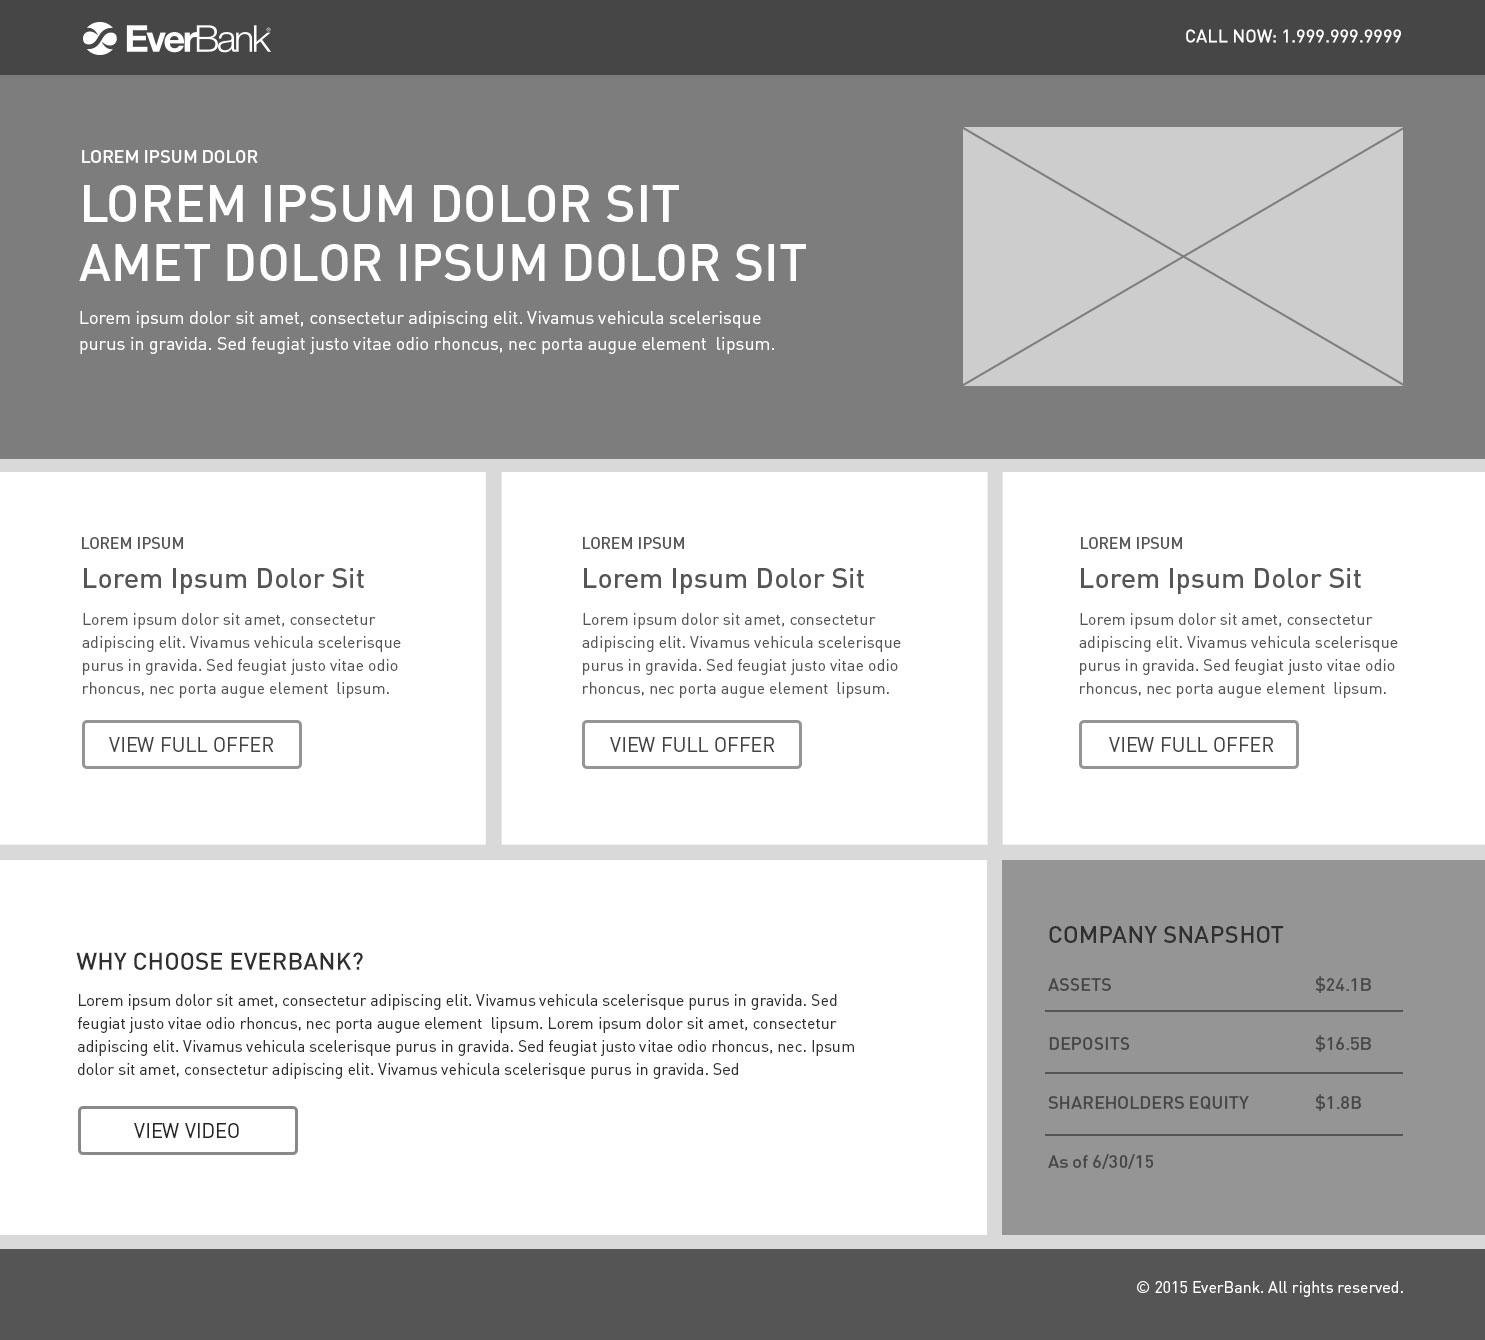 EverBank
CALL NOW: 1.999.999.9999
LOREM IPSUM DOLOR
LOREM IPSUM DOLOR SIT
AMET DOLOR IPSUM DOLOR SIT
Lorem ipsum dolor sit amet, consectetur adipiscing elit. Vivamus vehicula scelerisque
purus in gravida. Sed feugiat justo vitae odio rhoncus, nec porta augue element  lipsum.
LOREM IPSUM
Lorem Ipsum Dolor Sit
Lorem ipsum dolor sit amet, consectetur
adipiscing elit. Vivamus vehicula scelerisque
purus in gravida. Sed feugiat justo vitae odio
rhoncus, nec porta augue element  lipsum.
VIEW FULL OFFER
LOREM IPSUM
Lorem Ipsum Dolor Sit
Lorem ipsum dolor sit amet, consectetur
adipiscing elit. Vivamus vehicula scelerisque
purus in gravida. Sed feugiat justo vitae odio
rhoncus, nec porta augue element  lipsum.
VIEW FULL OFFER
LOREM IPSUM
Lorem Ipsum Dolor Sit
Lorem ipsum dolor sit amet, consectetur
adipiscing elit. Vivamus vehicula scelerisque
purus in gravida. Sed feugiat justo vitae odio
rhoncus, nec porta augue element  lipsum.
VIEW FULL OFFER
WHY CHOOSE EVERBANK?
Lorem ipsum dolor sit amet, consectetur adipiscing elit. Vivamus vehicula scelerisque purus in gravida. Sed
feugiat justo vitae odio rhoncus, nec porta augue element  lipsum. Lorem ipsum dolor sit amet, consectetur
adipiscing elit. Vivamus vehicula scelerisque purus in gravida. Sed feugiat justo vitae odio rhoncus, nec. Ipsum
dolor sit amet, consectetur adipiscing elit. Vivamus vehicula scelerisque purus in gravida. Sed
VIEW VIDEO
COMPANY SNAPSHOT
ASSETS $24.1B
DEPOSITS $16.5B
SHAREHOLDERS EQUITY $1.8B
As of 6/30/15
© 2015 EverBank. All rights reserved.